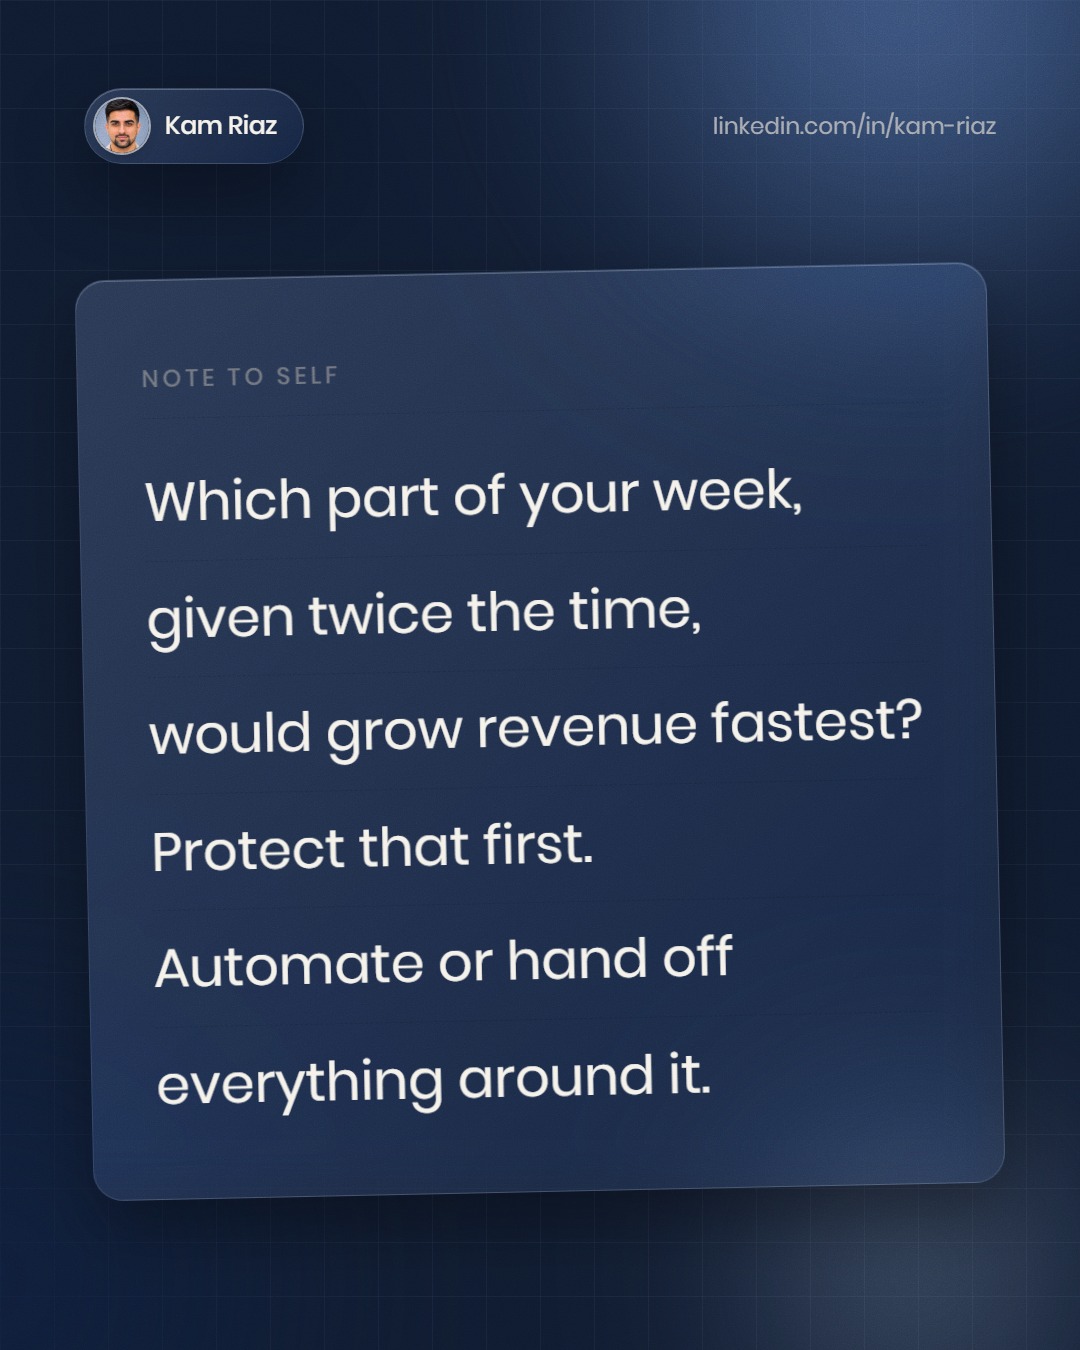 Kam Riaz
linkedin.com/in/kam-riaz
NOTE TO SELF
Which part of your week,
given twice the time,
would grow revenue fastest?
Protect that first.
Automate or hand off
everything around it.